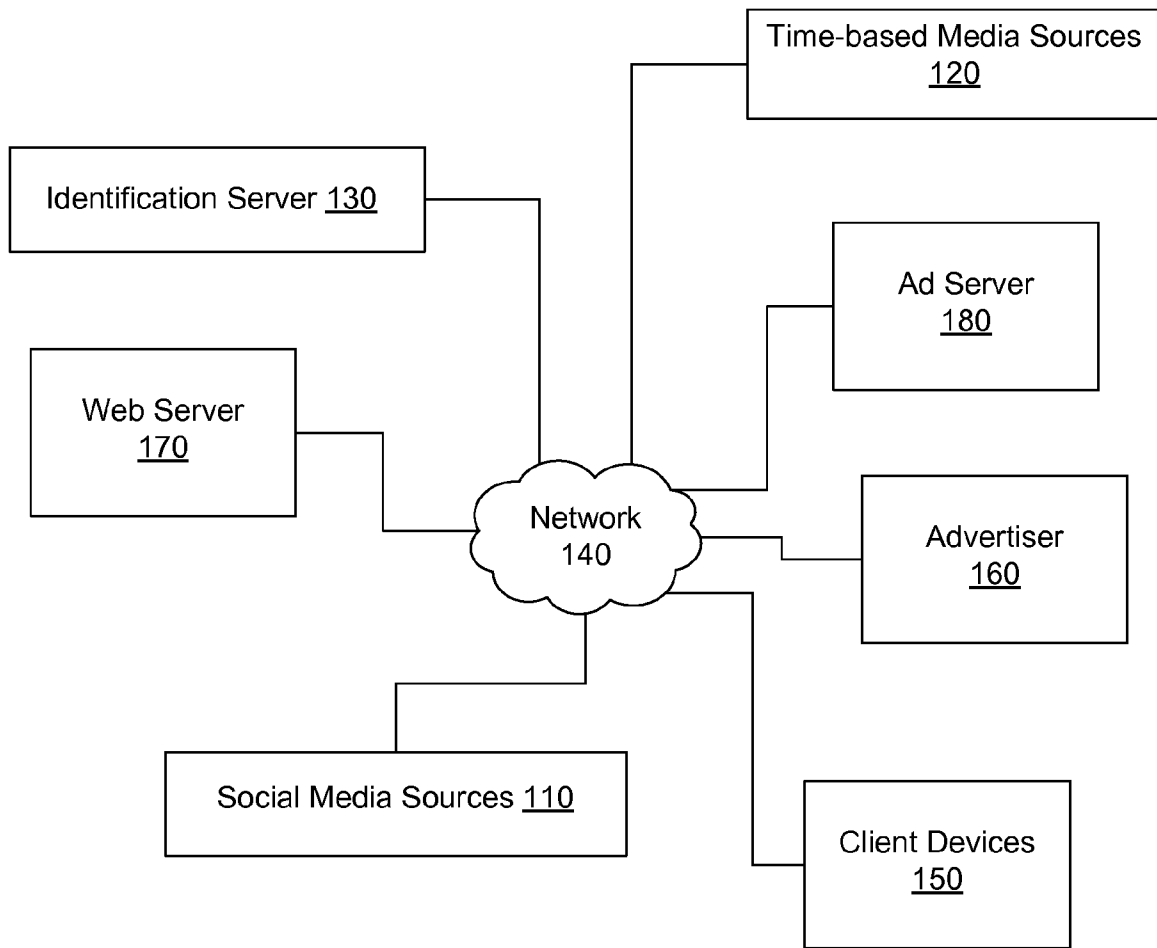 Time-based Media Sources
120
Identification Server 130
Ad Server
180
Web Server
170
Network
140
Advertiser
160
Social Media Sources 110
Client Devices
150